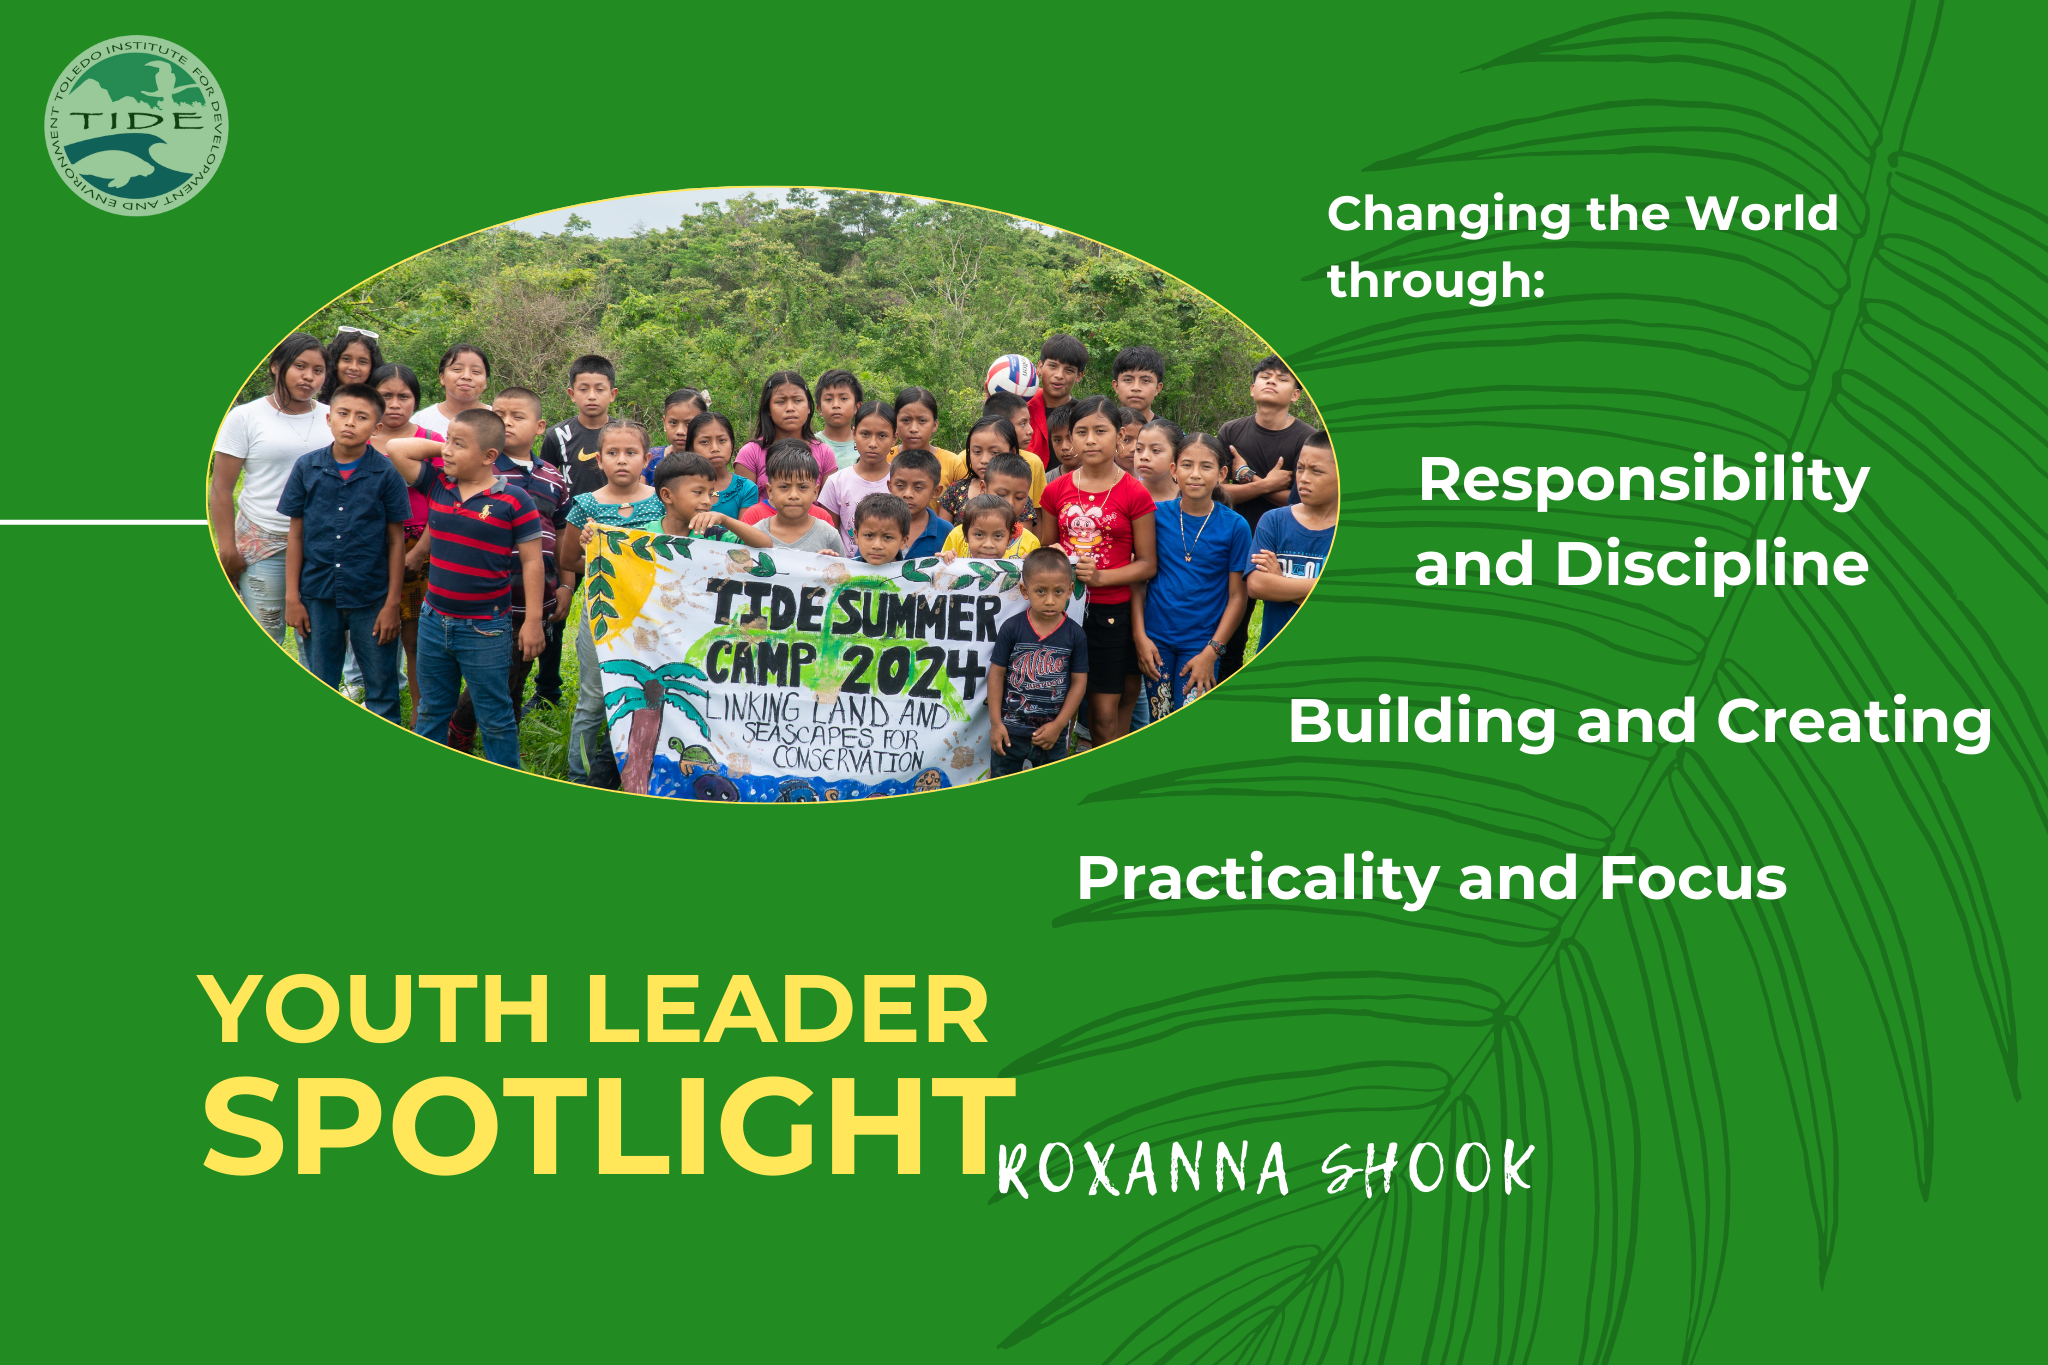 TOLEDO INSTITUTE FOR DEVELOPMENT AND ENVIRONMENT
TIDE
Changing the World
through:
Responsibility
and Discipline
Building and Creating
Practicality and Focus
TIDE SUMMER
CAMP 2024
LINKING LAND AND
SEASCAPES FOR
CONSERVATION
YOUTH LEADER
SPOTLIGHT
ROXANNA SHOOK